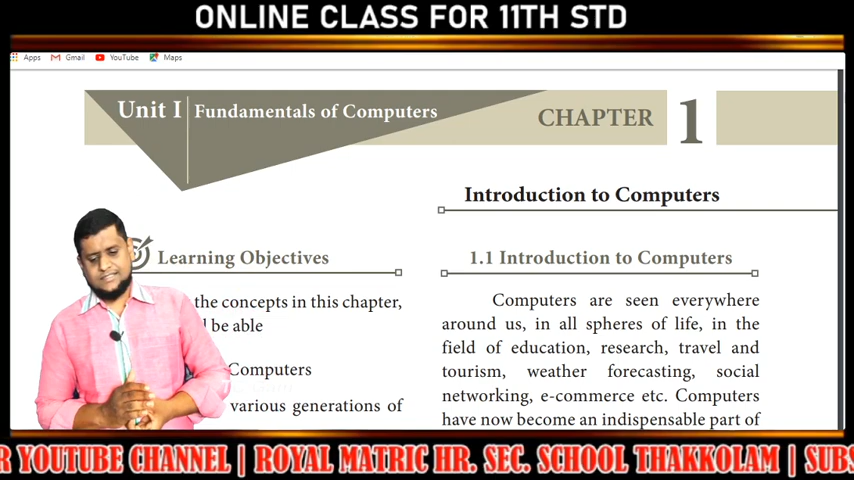 ONLINE CLASS FOR 11TH STD
Apps Gmail YouTube Maps
Unit I Fundamentals of Computers
CHAPTER 1
Introduction to Computers
Learning Objectives
the concepts in this chapter,
be able
Computers
various generations of
1.1 Introduction to Computers
Computers are seen everywhere
around us, in all spheres of life, in the
field of education, research, travel and
tourism, weather forecasting, social
networking, e-commerce etc. Computers
have now become an indispensable part of
R YOUTUBE CHANNEL | ROYAL MATRIC HR. SEC. SCHOOL THAKKOLAM | SUBS